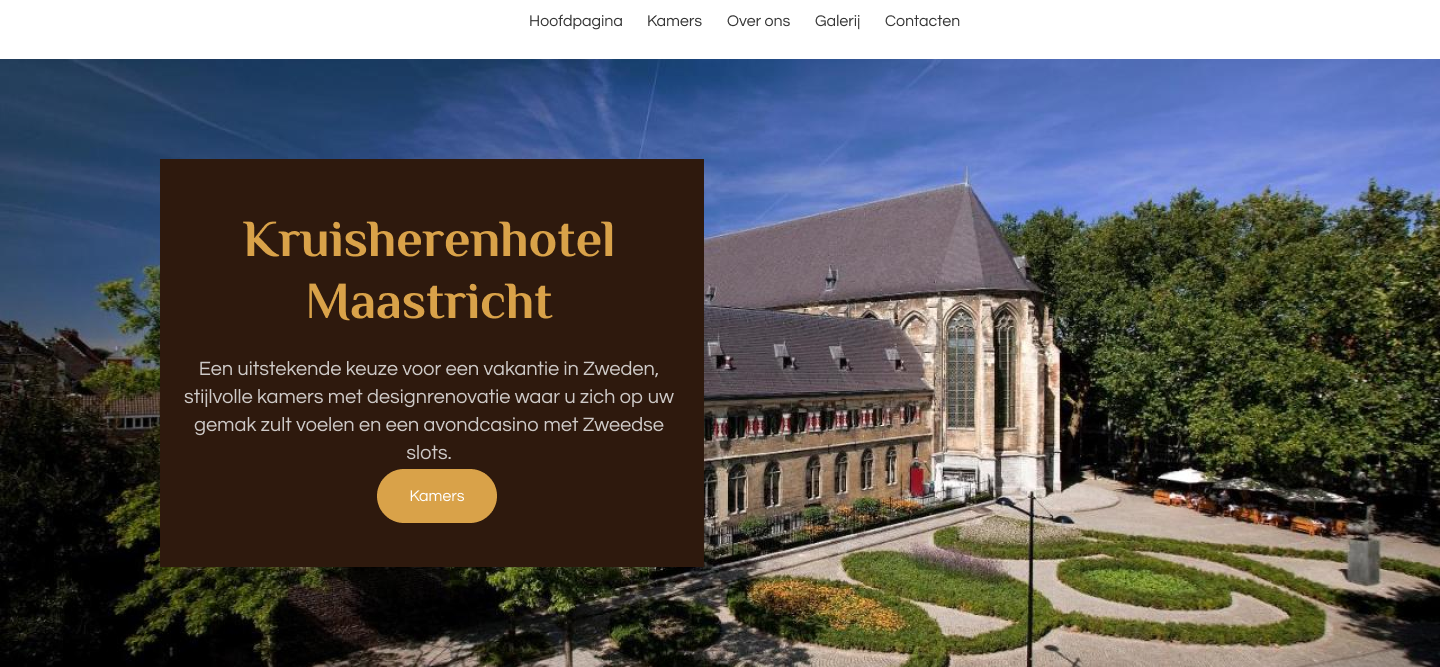 Hoofdpagina Kamers Over ons Galerij Contacten
Kruisherenhotel
Maastricht
Een uitstekende keuze voor een vakantie in Zweden,
stijlvolle kamers met designrenovatie waar u zich op uw
gemak zult voelen en een avondcasino met Zweedse
slots.
Kamers